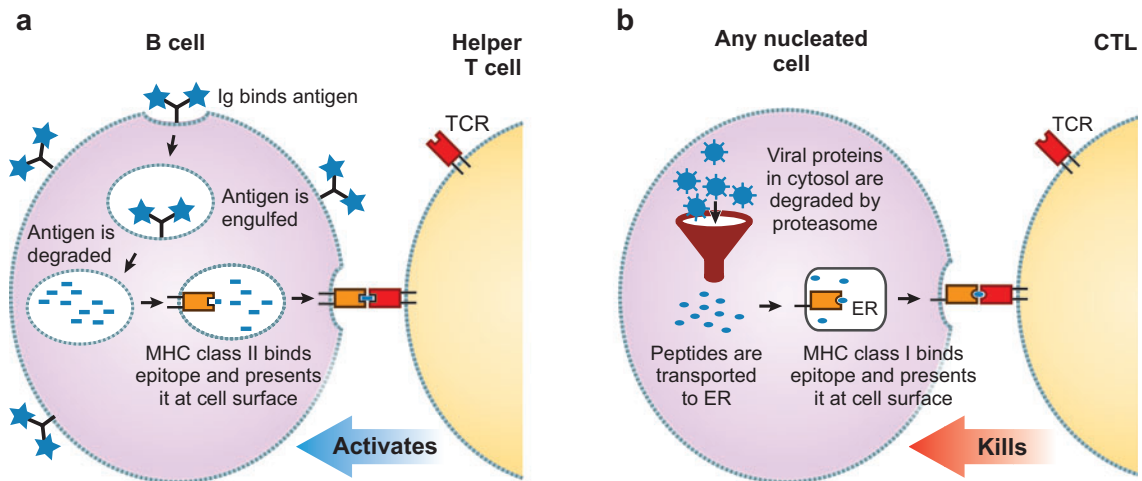 a
B cell
Helper
T cell
Ig binds antigen
TCR
Antigen is
engulfed
Antigen is
degraded
MHC class II binds
epitope and presents
it at cell surface
Activates
b
Any nucleated
cell
CTL
TCR
Viral proteins
in cytosol are
degraded by
proteasome
ER
Peptides are
transported
to ER
MHC class I binds
epitope and presents
it at cell surface
Kills